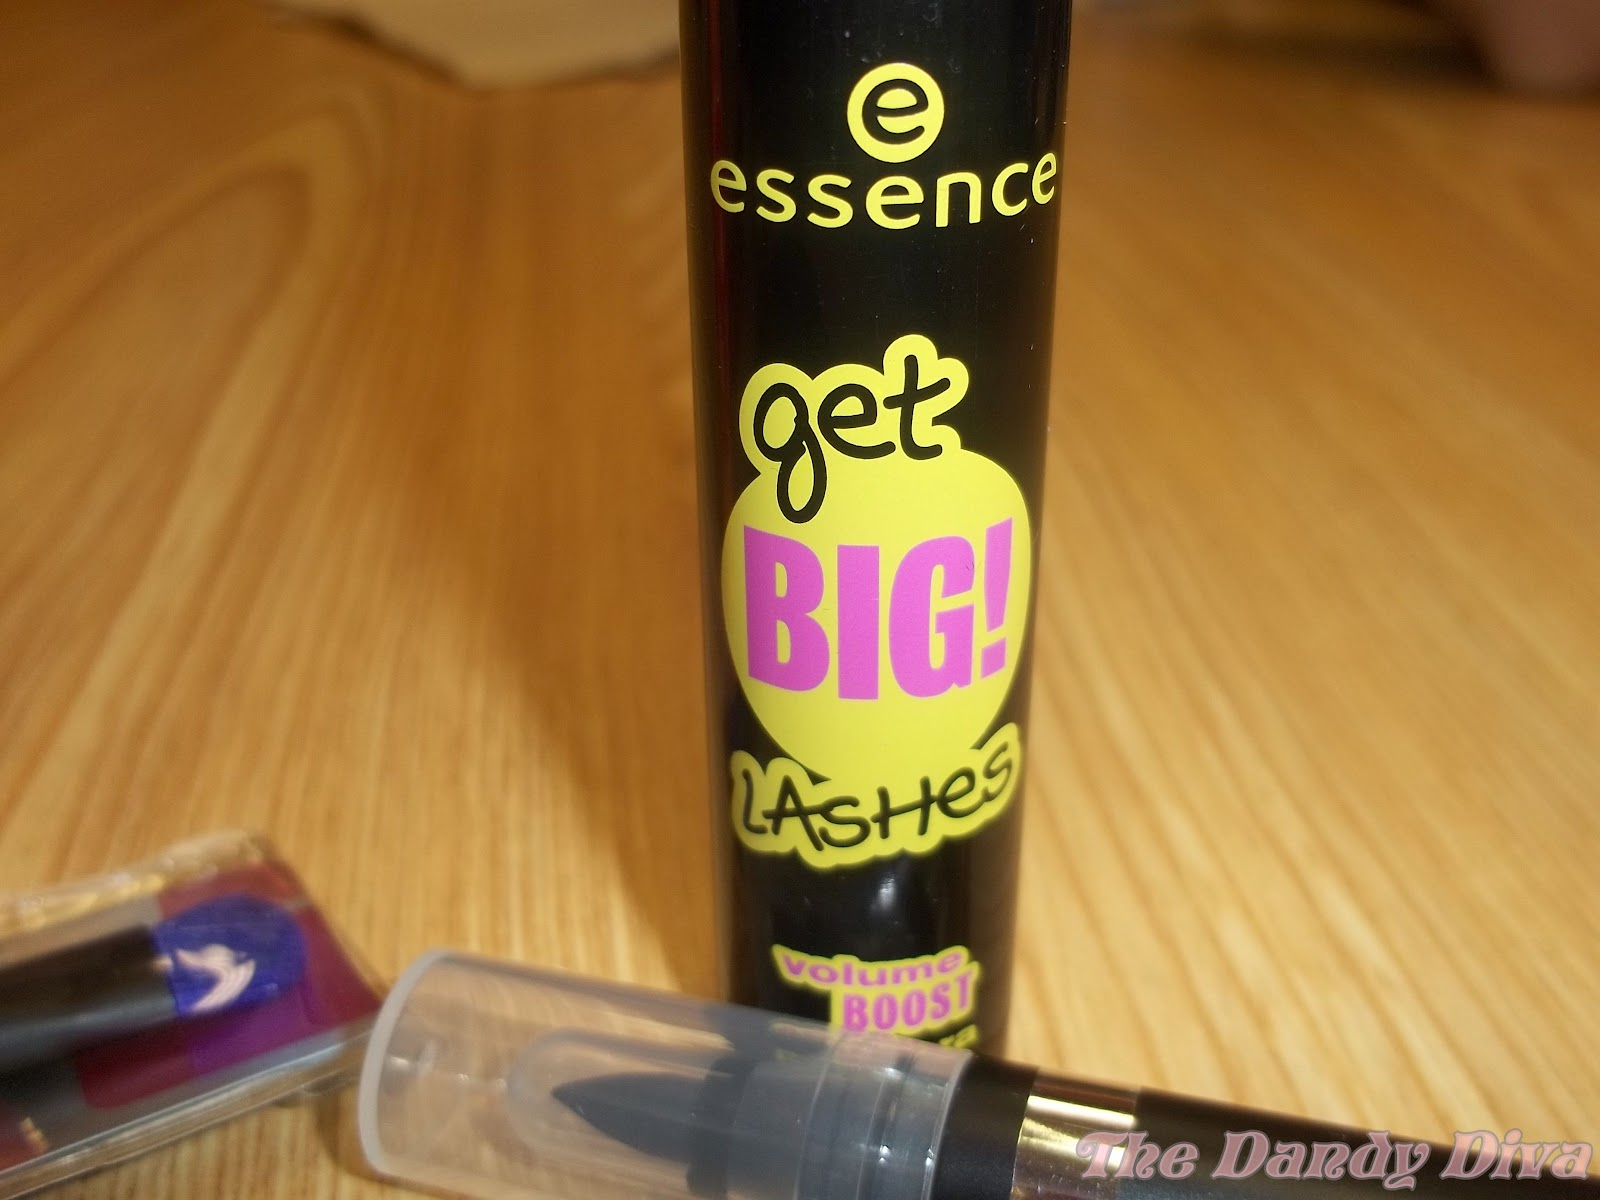 e
essence
get
BIG!
LASHES
volume
BOOST
The Dandy Diva